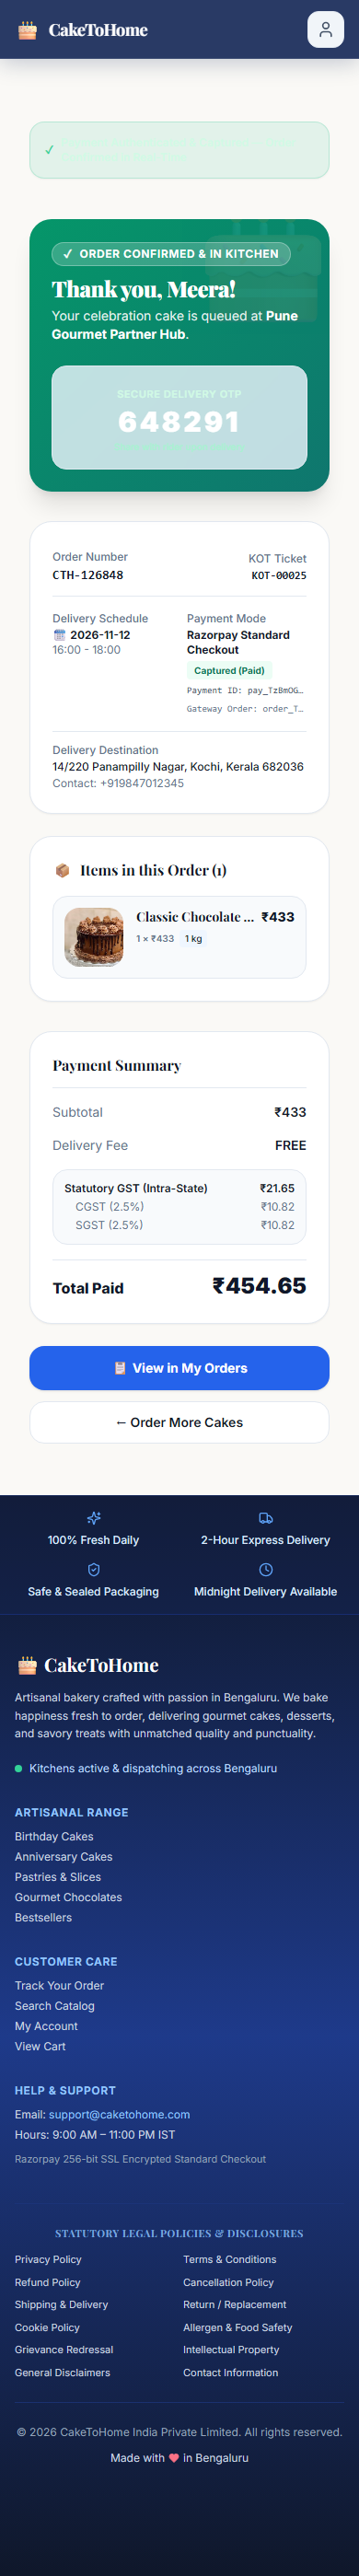 CakeToHome
✓
✓ ORDER CONFIRMED & IN KITCHEN
Thank you, Meera!
Your celebration cake is queued at Pune
Gourmet Partner Hub.
SECURE DELIVERY OTP
648291
Order Number
KOT Ticket
CTH-126848
KOT-00025
Delivery Schedule
Payment Mode
2026-11-12
Razorpay Standard
Checkout
16:00 - 18:00
Captured (Paid)
Payment ID: pay_TzBmOG…
Gateway Order: order_T…
Delivery Destination
14/220 Panampilly Nagar, Kochi, Kerala 682036
Contact: +919847012345
Items in this Order (1)
Classic Chocolate ... ₹433
1 × ₹433 1 kg
Payment Summary
Subtotal ₹433
Delivery Fee FREE
Statutory GST (Intra-State) ₹21.65
CGST (2.5%) ₹10.82
SGST (2.5%) ₹10.82
Total Paid ₹454.65
View in My Orders
← Order More Cakes
100% Fresh Daily
2-Hour Express Delivery
Safe & Sealed Packaging
Midnight Delivery Available
CakeToHome
Artisanal bakery crafted with passion in Bengaluru. We bake
happiness fresh to order, delivering gourmet cakes, desserts,
and savory treats with unmatched quality and punctuality.
Kitchens active & dispatching across Bengaluru
ARTISANAL RANGE
Birthday Cakes
Anniversary Cakes
Pastries & Slices
Gourmet Chocolates
Bestsellers
CUSTOMER CARE
Track Your Order
Search Catalog
My Account
View Cart
HELP & SUPPORT
Email: support@caketohome.com
Hours: 9:00 AM – 11:00 PM IST
Razorpay 256-bit SSL Encrypted Standard Checkout
STATUTORY LEGAL POLICIES & DISCLOSURES
Privacy Policy
Terms & Conditions
Refund Policy
Cancellation Policy
Shipping & Delivery
Return / Replacement
Cookie Policy
Allergen & Food Safety
Grievance Redressal
Intellectual Property
General Disclaimers
Contact Information
© 2026 CakeToHome India Private Limited. All rights reserved.
Made with ❤ in Bengaluru